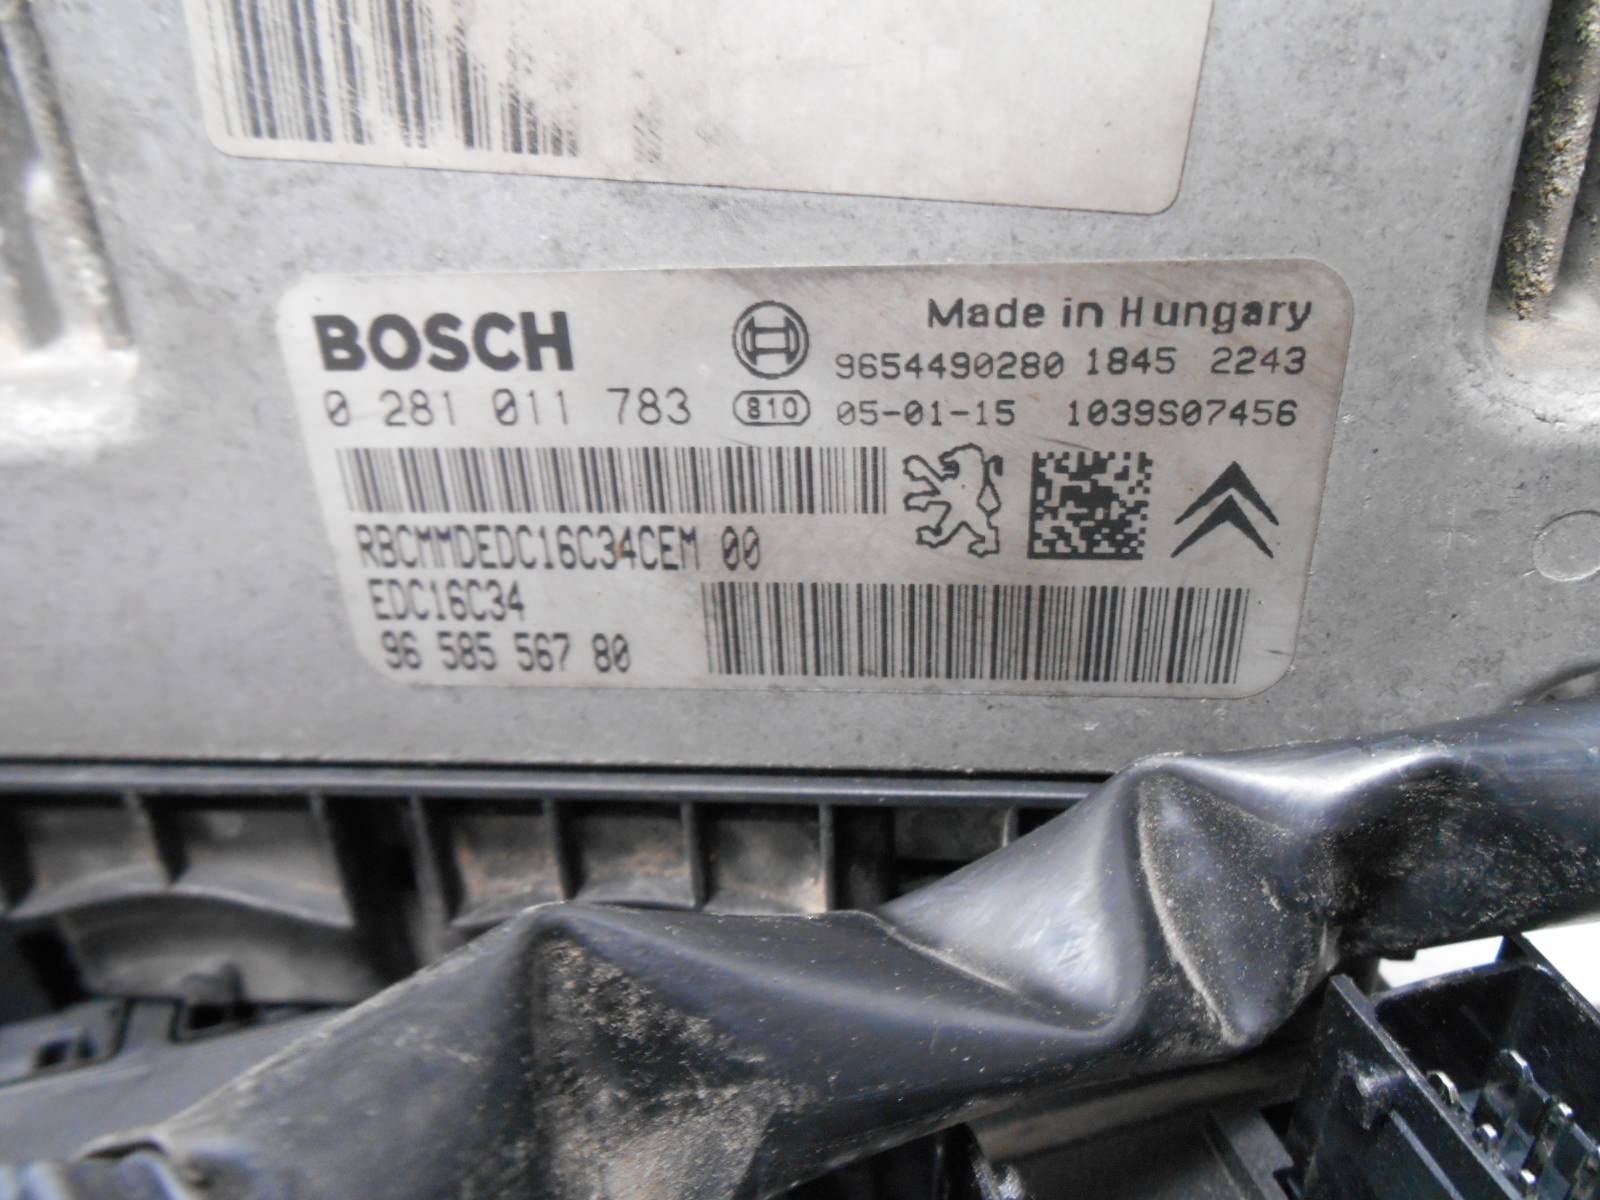 BOSCH
Made in Hungary
9654490280 1845 2243
0 281 011 783 810 05-01-15 1039S07456
RBCMMDEDC16C34CEM 00
EDC16C34
96 585 567 80